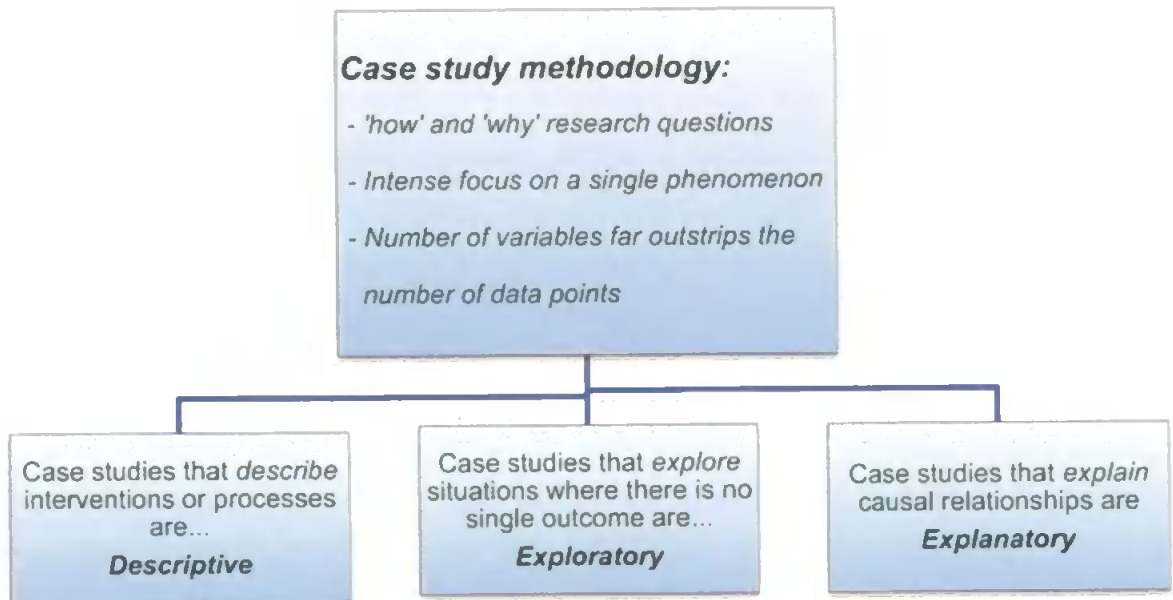 Case study methodology:
- 'how' and 'why' research questions
- Intense focus on a single phenomenon
- Number of variables far outstrips the
number of data points
Case studies that describe
interventions or processes
are...
Descriptive
Case studies that explore
situations where there is no
single outcome are...
Exploratory
Case studies that explain
causal relationships are
Explanatory